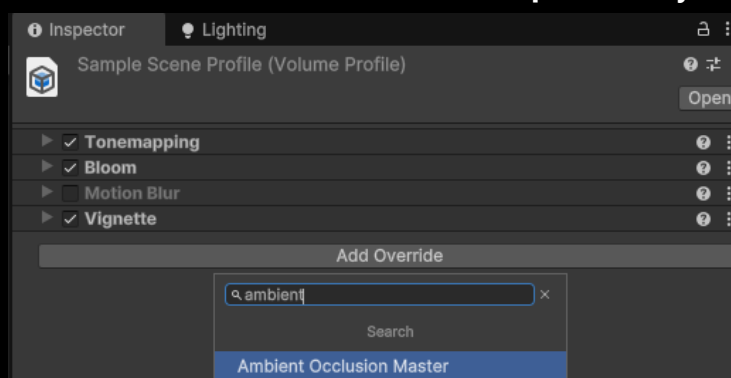 Inspector Lighting
Sample Scene Profile (Volume Profile)
Open
Tonemapping
Bloom
Motion Blur
Vignette
Add Override
ambient
Search
Ambient Occlusion Master